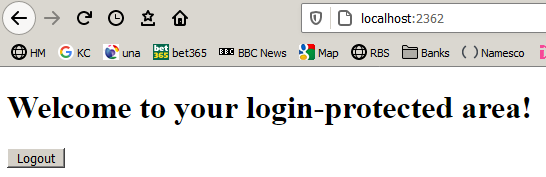 localhost:2362
HM KC una bet365 BBC News Map RBS Banks Namesco
Welcome to your login-protected area!
Logout